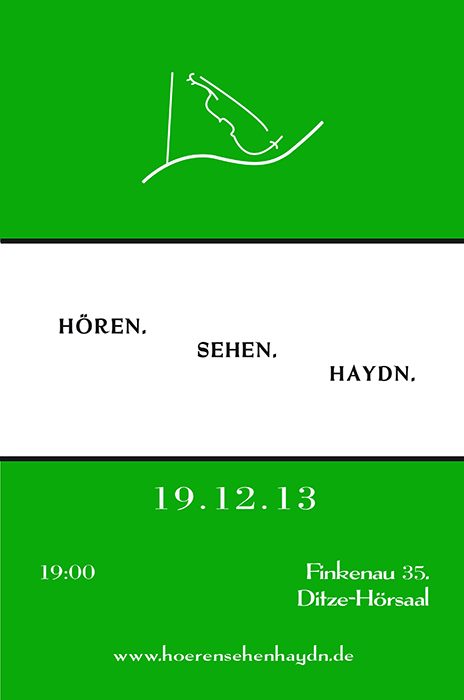 HÖREN.
SEHEN.
HAYDN.
19.12.13
19:00
Finkenau 35.
Ditze-Hörsaal
www.hoerensehenhaydn.de